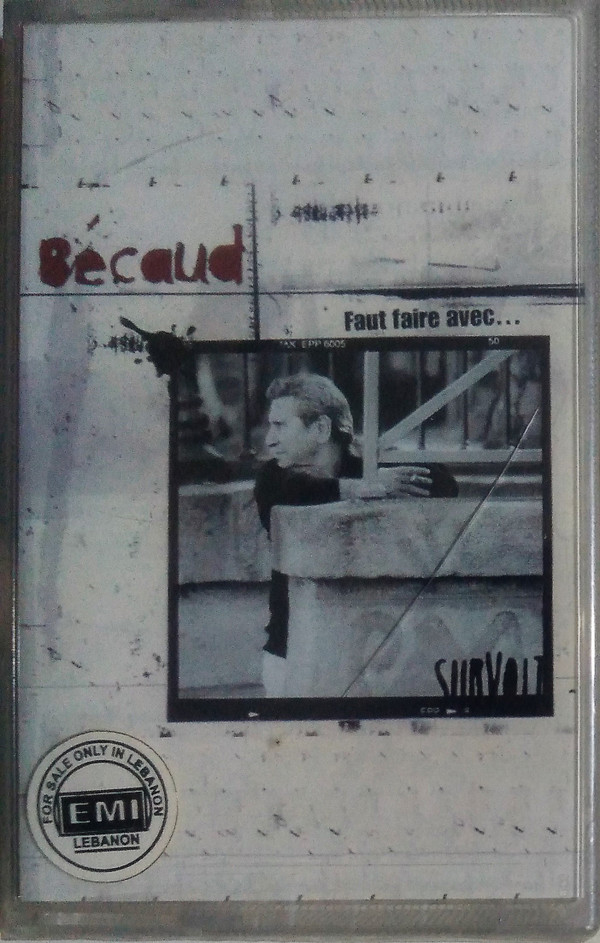 Bécaud
Faut faire avec...
EPP 6005
50
SURVOLT
FOR SALE ONLY IN LEBANON
EMI
LEBANON